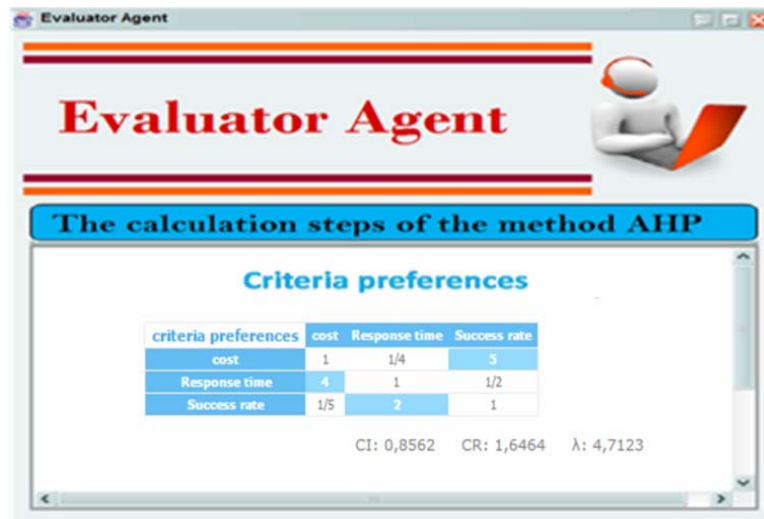 Evaluator Agent
Evaluator Agent
The calculation steps of the method AHP
Criteria preferences
criteria preferences cost Response time Success rate
cost 1 1/4 5
Response time 4 1 1/2
Success rate 1/5 2 1
CI: 0,8562 CR: 1,6464 λ: 4,7123